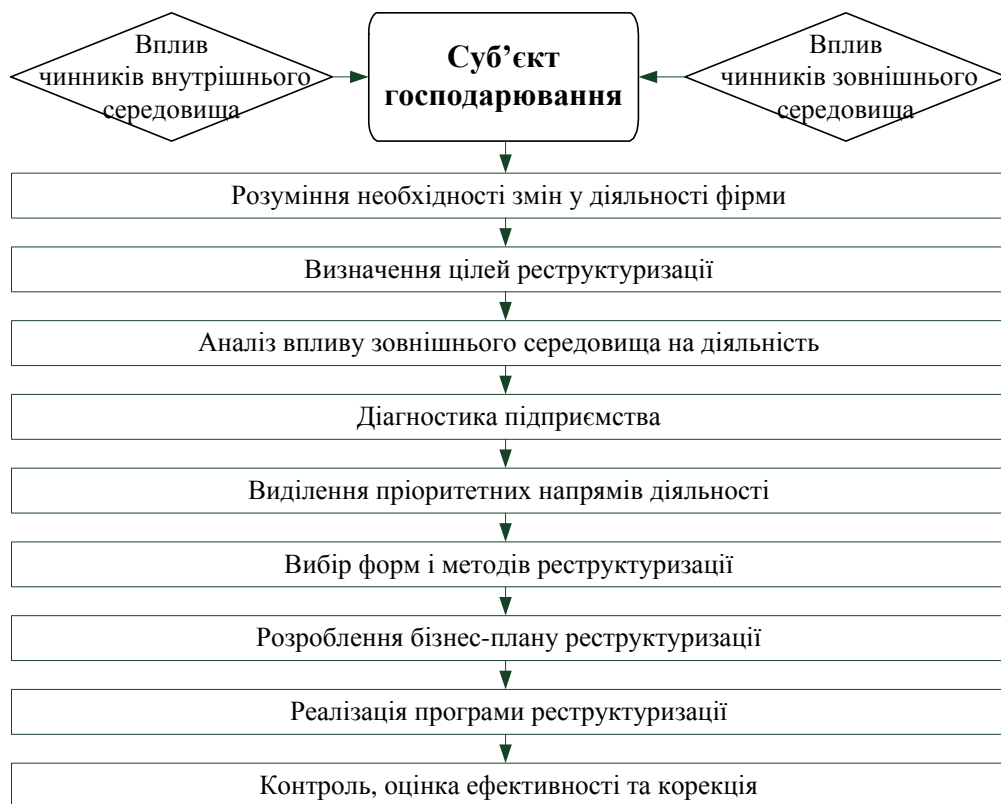 Вплив
чинників внутрішнього
середовища
Суб’єкт
господарювання
Вплив
чинників зовнішнього
середовища
Розуміння необхідності змін у діяльності фірми
Визначення цілей реструктуризації
Аналіз впливу зовнішнього середовища на діяльність
Діагностика підприємства
Виділення пріоритетних напрямів діяльності
Вибір форм і методів реструктуризації
Розроблення бізнес-плану реструктуризації
Реалізація програми реструктуризації
Контроль, оцінка ефективності та корекція